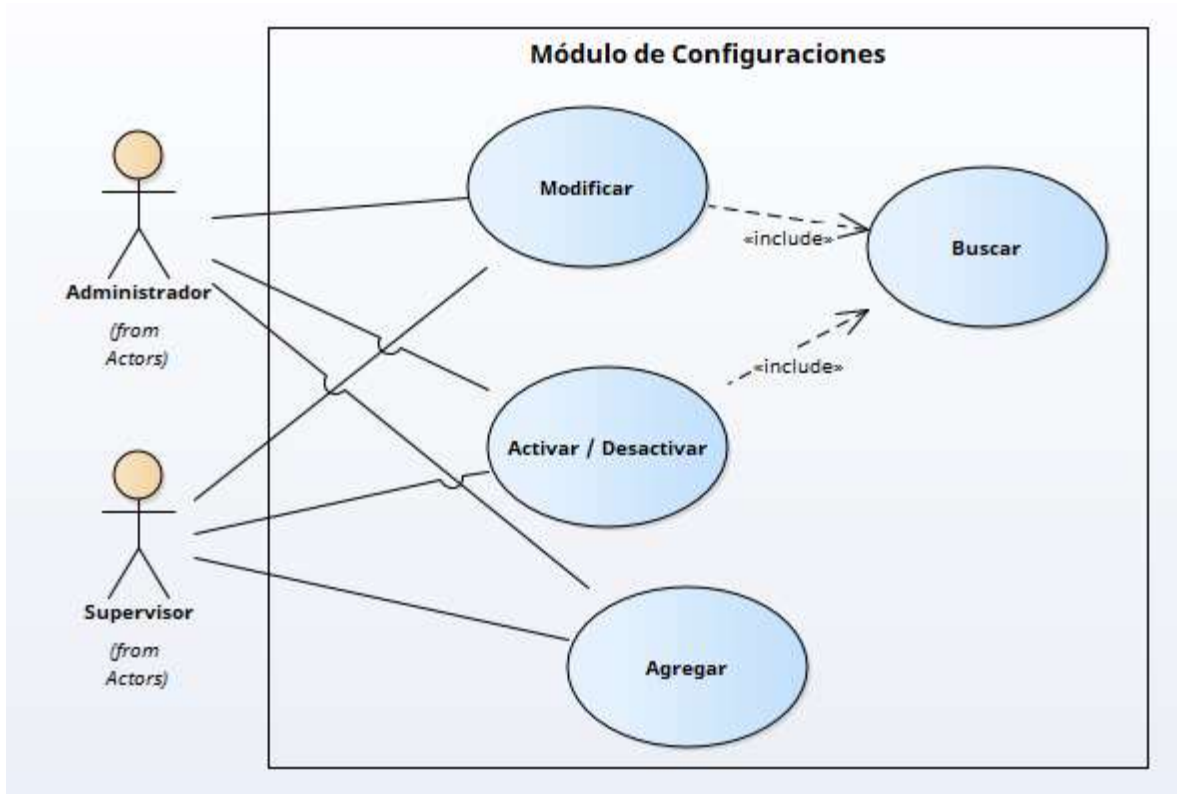 Módulo de Configuraciones
Modificar
«include»
Buscar
Administrador
(from
Actors)
«include»
Activar / Desactivar
Supervisor
(from
Actors)
Agregar